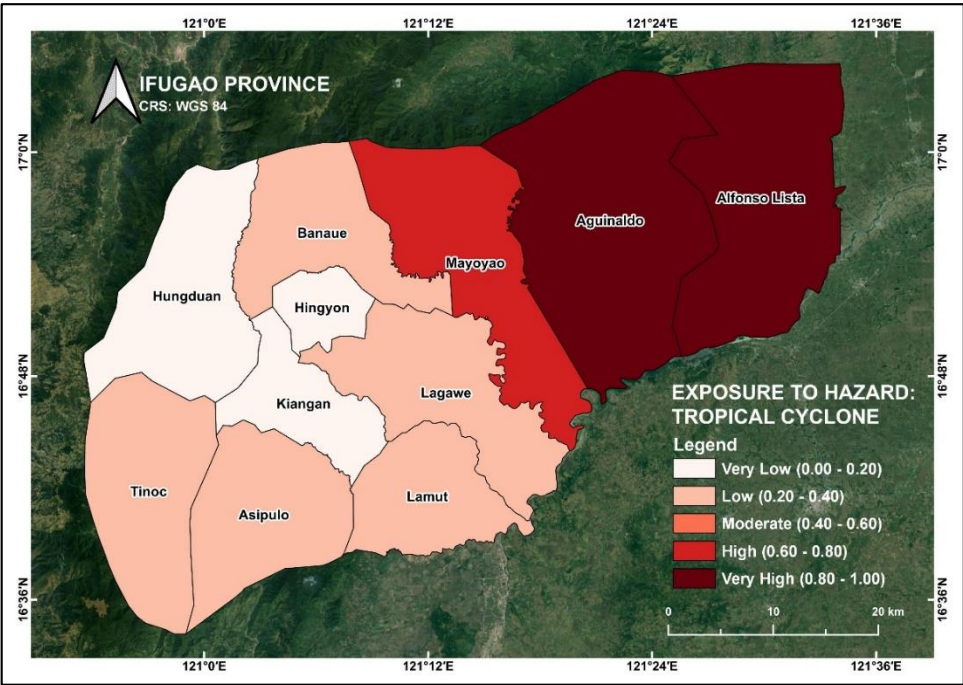 121°0'E
121°12'E
121°24'E
121°36'E
IFUGAO PROVINCE
CRS: WGS 84
17°0'N
17°0'N
Alfonso Lista
Aguinaldo
Banaue
Mayoyao
Hungduan
Hingyon
16°48'N
16°48'N
Lagawe
Kiangan
EXPOSURE TO HAZARD:
TROPICAL CYCLONE
Legend
Very Low (0.00 - 0.20)
Low (0.20 - 0.40)
Moderate (0.40 - 0.60)
High (0.60 - 0.80)
Very High (0.80 - 1.00)
Tinoc
Asipulo
Lamut
16°36'N
16°36'N
0 10 20 km
121°0'E
121°12'E
121°24'E
121°36'E